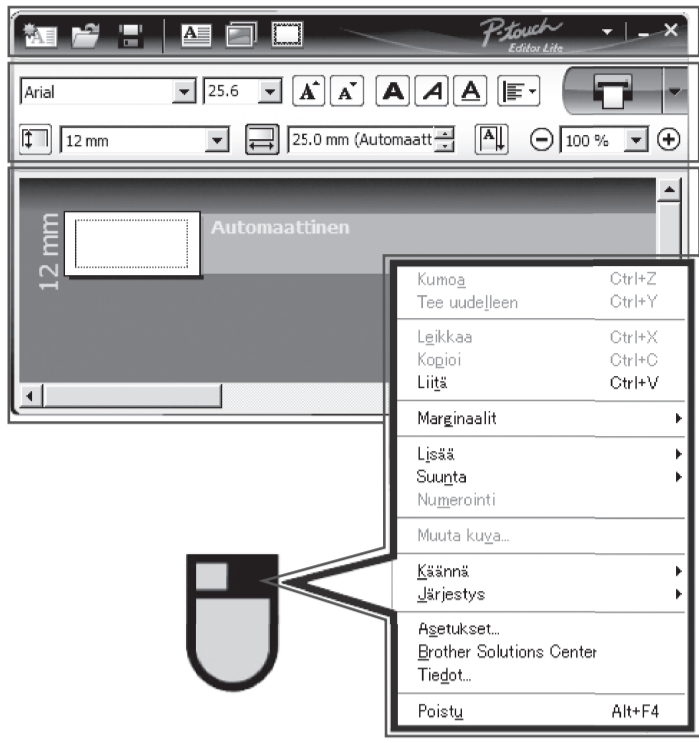 P-touch
Editor Lite
Arial 25.6 A A A A A
12 mm 25.0 mm (Automaatt A 100 %
12 mm
Automaattinen
Kumoa Ctrl+Z
Tee uudelleen Ctrl+Y
Leikkaa Ctrl+X
Kopioi Ctrl+C
Liitä Ctrl+V
Marginaalit
Lisää
Suunta
Numerointi
Muuta kuva...
Käännä
Järjestys
Asetukset...
Brother Solutions Center
Tiedot...
Poistu Alt+F4